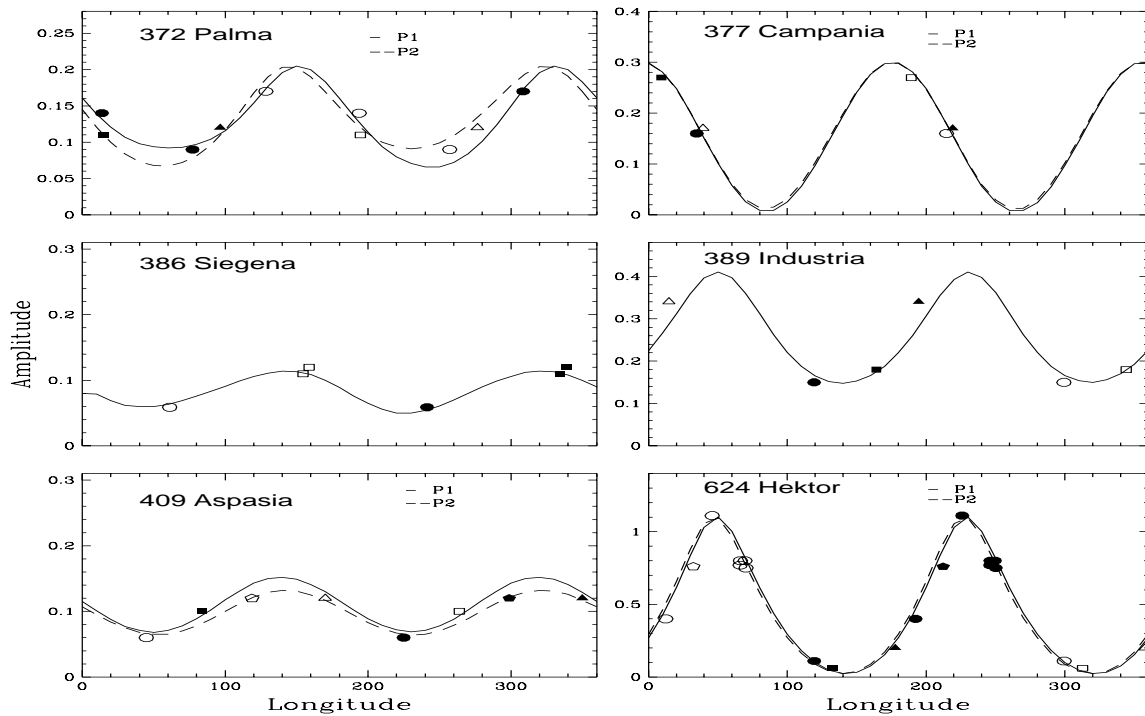 372 Palma
P1
P2
0.25
0.2
0.15
0.1
0.05
0
377 Campania
P1
P2
0.4
0.3
0.2
0.1
0
386 Siegena
0.3
0.2
0.1
0
389 Industria
0.4
0.3
0.2
0.1
0
Amplitude
409 Aspasia
P1
P2
0.4
0.3
0.2
0.1
0
0 100 200 300
Longitude
624 Hektor
P1
P2
1
0.5
0
0 100 200 300
Longitude